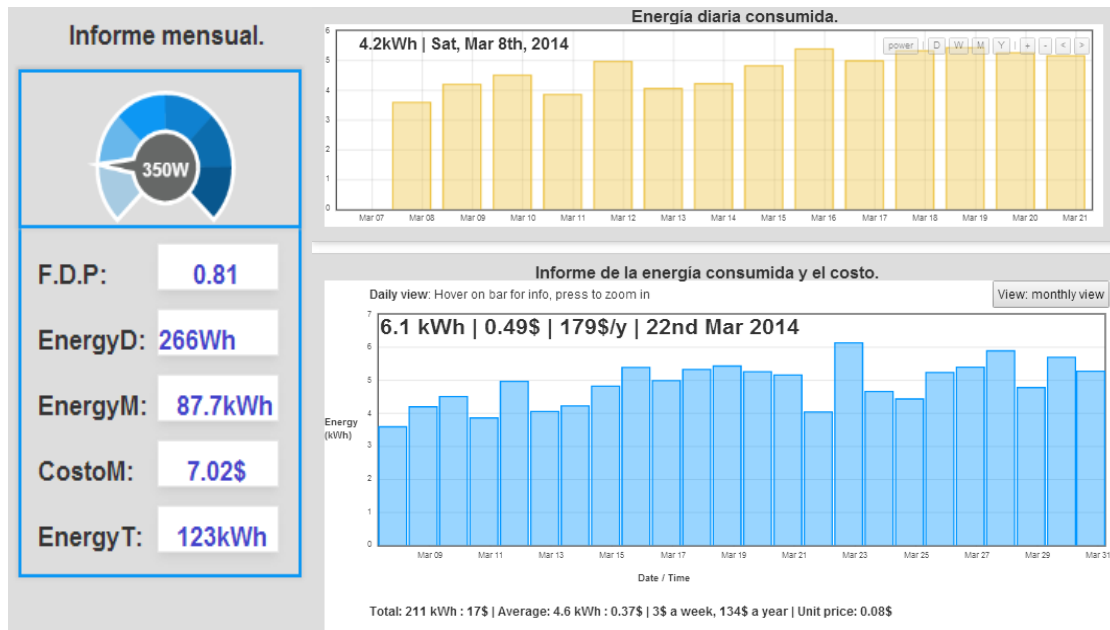 Informe mensual.
350W
F.D.P: 0.81
EnergyD: 266Wh
EnergyM: 87.7kWh
CostoM: 7.02$
EnergyT: 123kWh
Energía diaria consumida.
4.2kWh | Sat, Mar 8th, 2014
power | D W M Y | + - < >
6
5
4
3
2
1
0
Mar 07 Mar 08 Mar 09 Mar 10 Mar 11 Mar 12 Mar 13 Mar 14 Mar 15 Mar 16 Mar 17 Mar 18 Mar 19 Mar 20 Mar 21
Informe de la energía consumida y el costo.
Daily view: Hover on bar for info, press to zoom in
View: monthly view
6.1 kWh | 0.49$ | 179$/y | 22nd Mar 2014
7
6
5
4
3
2
1
0
Energy
(kWh)
Mar 09 Mar 11 Mar 13 Mar 15 Mar 17 Mar 19 Mar 21 Mar 23 Mar 25 Mar 27 Mar 29 Mar 31
Date / Time
Total: 211 kWh : 17$ | Average: 4.6 kWh : 0.37$ | 3$ a week, 134$ a year | Unit price: 0.08$